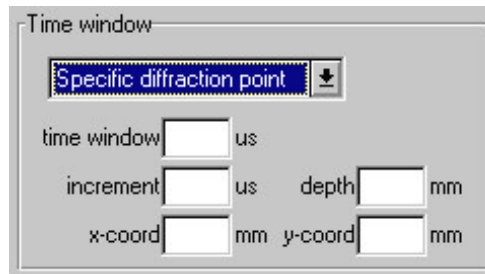 Time window
Specific diffraction point
time window us
increment us depth mm
x-coord mm y-coord mm